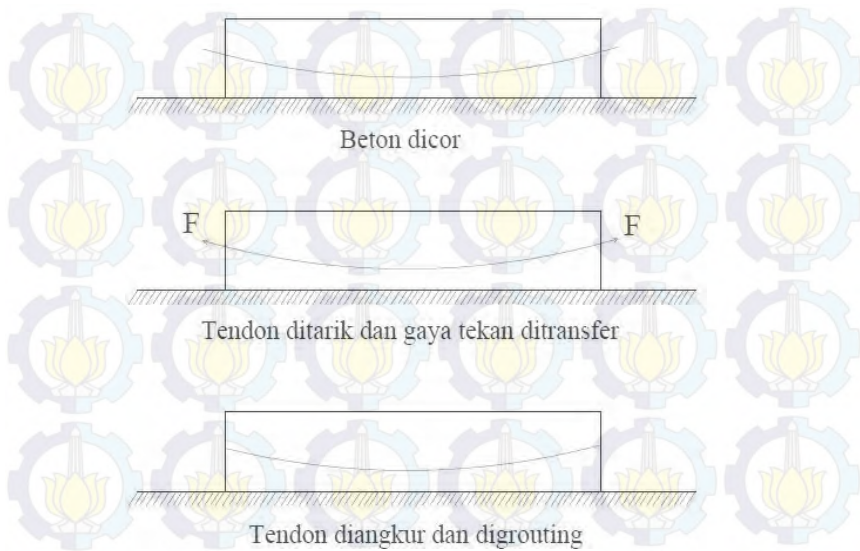 Beton dicor
F
F
Tendon ditarik dan gaya tekan ditransfer
Tendon diangkur dan digrouting